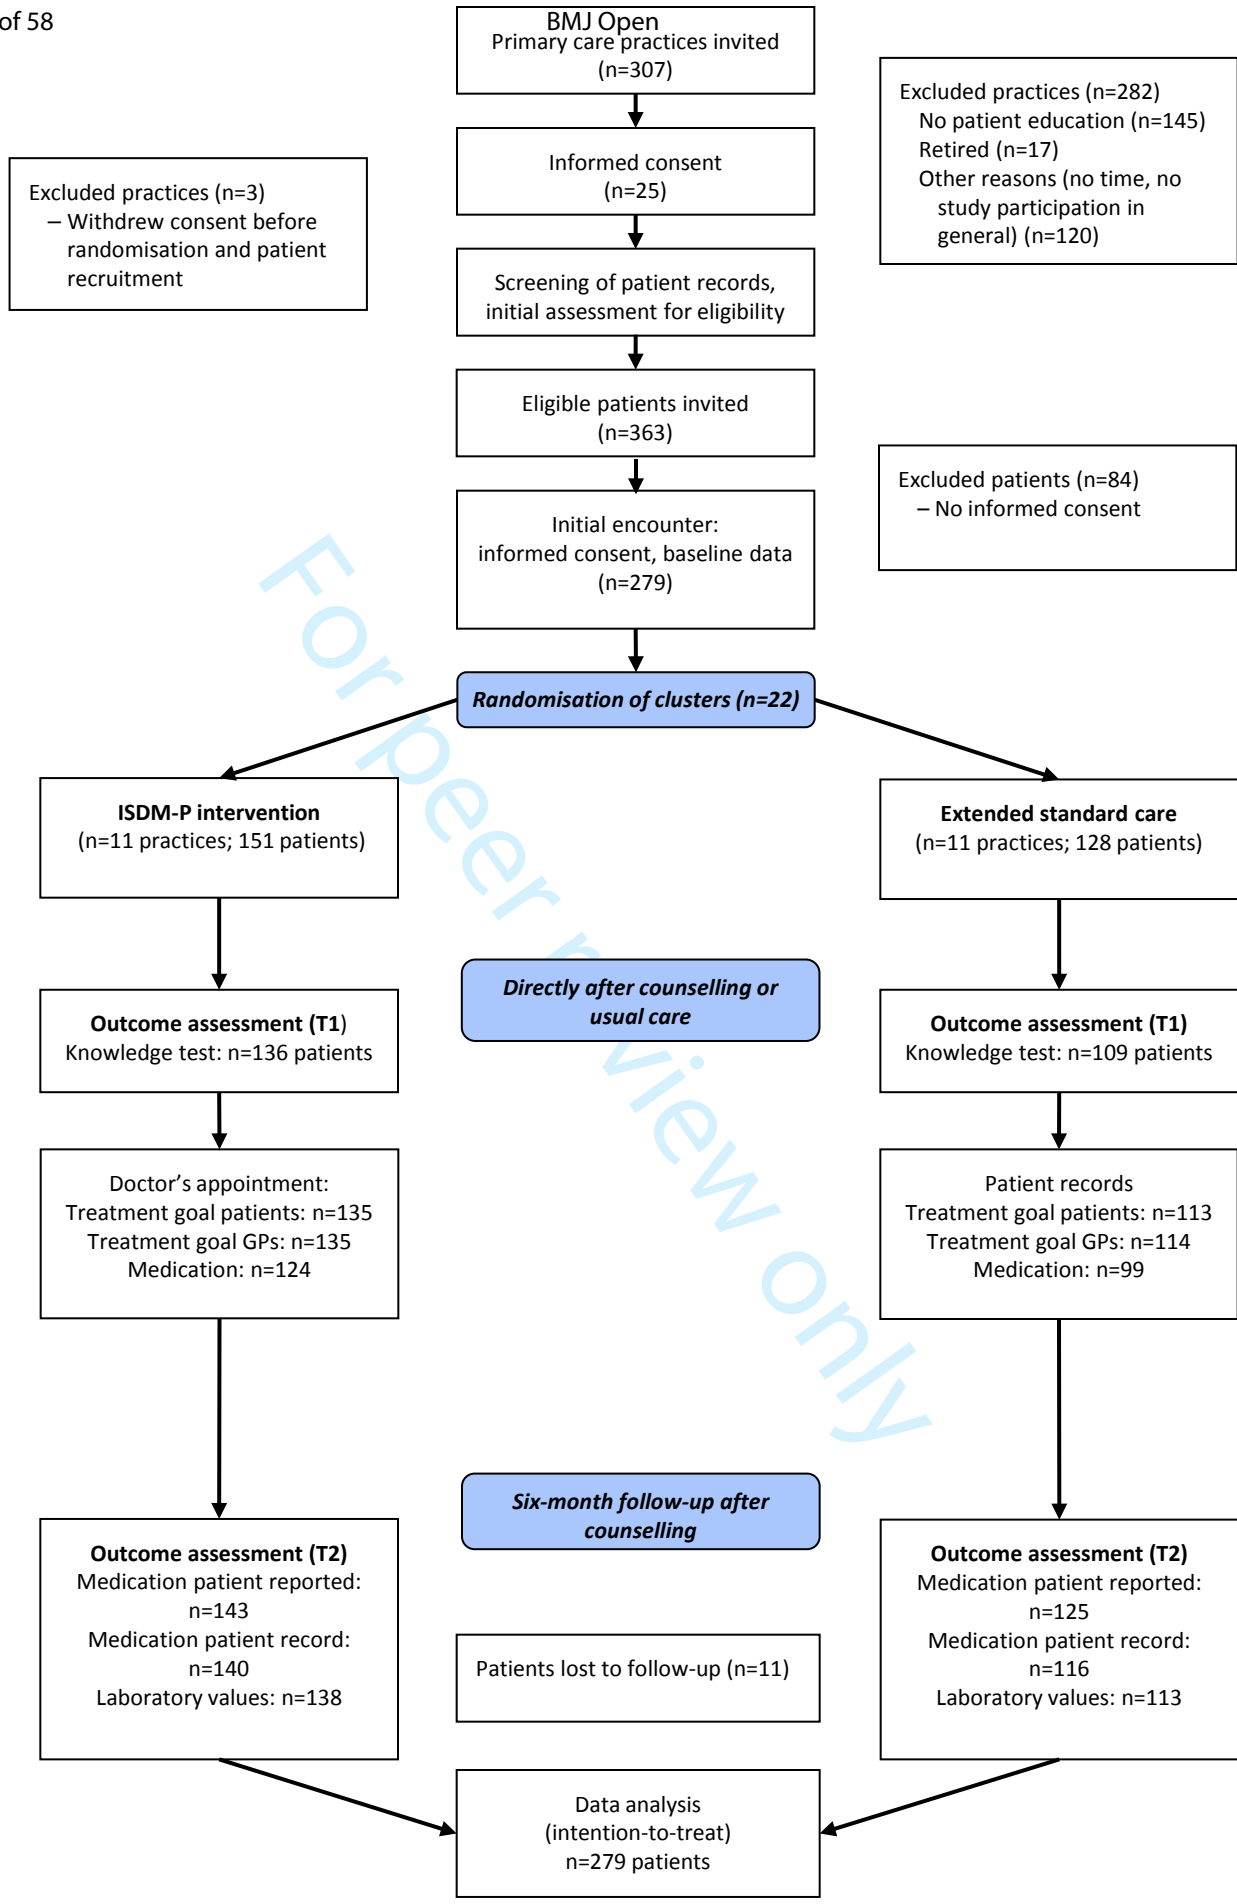 of 58
BMJ Open
Primary care practices invited
(n=307)
Excluded practices (n=282)
No patient education (n=145)
Retired (n=17)
Other reasons (no time, no
study participation in
general) (n=120)
Informed consent
(n=25)
Excluded practices (n=3)
– Withdrew consent before
randomisation and patient
recruitment
Screening of patient records,
initial assessment for eligibility
Eligible patients invited
(n=363)
Excluded patients (n=84)
– No informed consent
Initial encounter:
informed consent, baseline data
(n=279)
Randomisation of clusters (n=22)
ISDM-P intervention
(n=11 practices; 151 patients)
Extended standard care
(n=11 practices; 128 patients)
Directly after counselling or
usual care
Outcome assessment (T1)
Knowledge test: n=136 patients
Outcome assessment (T1)
Knowledge test: n=109 patients
Doctor’s appointment:
Treatment goal patients: n=135
Treatment goal GPs: n=135
Medication: n=124
Patient records
Treatment goal patients: n=113
Treatment goal GPs: n=114
Medication: n=99
Six-month follow-up after
counselling
Outcome assessment (T2)
Medication patient reported:
n=143
Medication patient record:
n=140
Laboratory values: n=138
Outcome assessment (T2)
Medication patient reported:
n=125
Medication patient record:
n=116
Laboratory values: n=113
Patients lost to follow-up (n=11)
Data analysis
(intention-to-treat)
n=279 patients
For peer review only